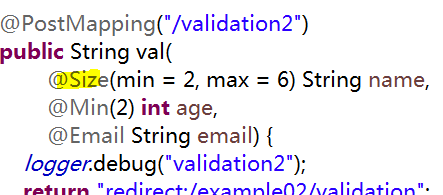 @PostMapping("/validation2")
public String val(
@Size(min = 2, max = 6) String name,
@Min(2) int age,
@Email String email) {
logger.debug("validation2");
return "redirect:/example02/validation";